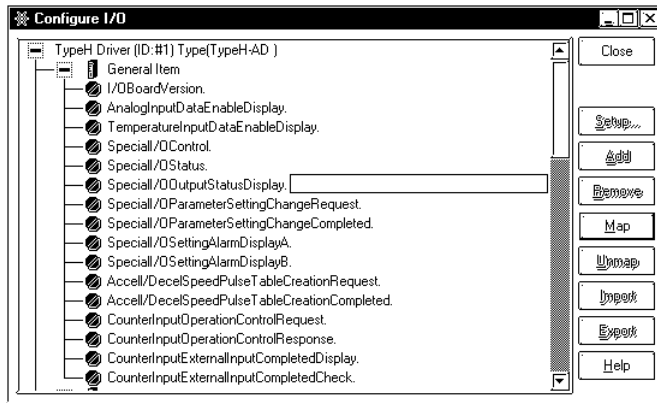 Configure I/O
TypeH Driver (ID:#1) Type(TypeH-AD )
General Item
I/OBoardVersion.
AnalogInputDataEnableDisplay.
TemperatureInputDataEnableDisplay.
SpecialI/OControl.
SpecialI/OStatus.
SpecialI/OOutputStatusDisplay.
SpecialI/OParameterSettingChangeRequest.
SpecialI/OParameterSettingChangeCompleted.
SpecialI/OSettingAlarmDisplayA.
SpecialI/OSettingAlarmDisplayB.
Accell/DecelSpeedPulseTableCreationRequest.
Accell/DecelSpeedPulseTableCreationCompleted.
CounterInputOperationControlRequest.
CounterInputOperationControlResponse.
CounterInputExternalInputCompletedDisplay.
CounterInputExternalInputCompletedCheck.
Close
Setup...
Add
Remove
Map
Unmap
Import
Export
Help